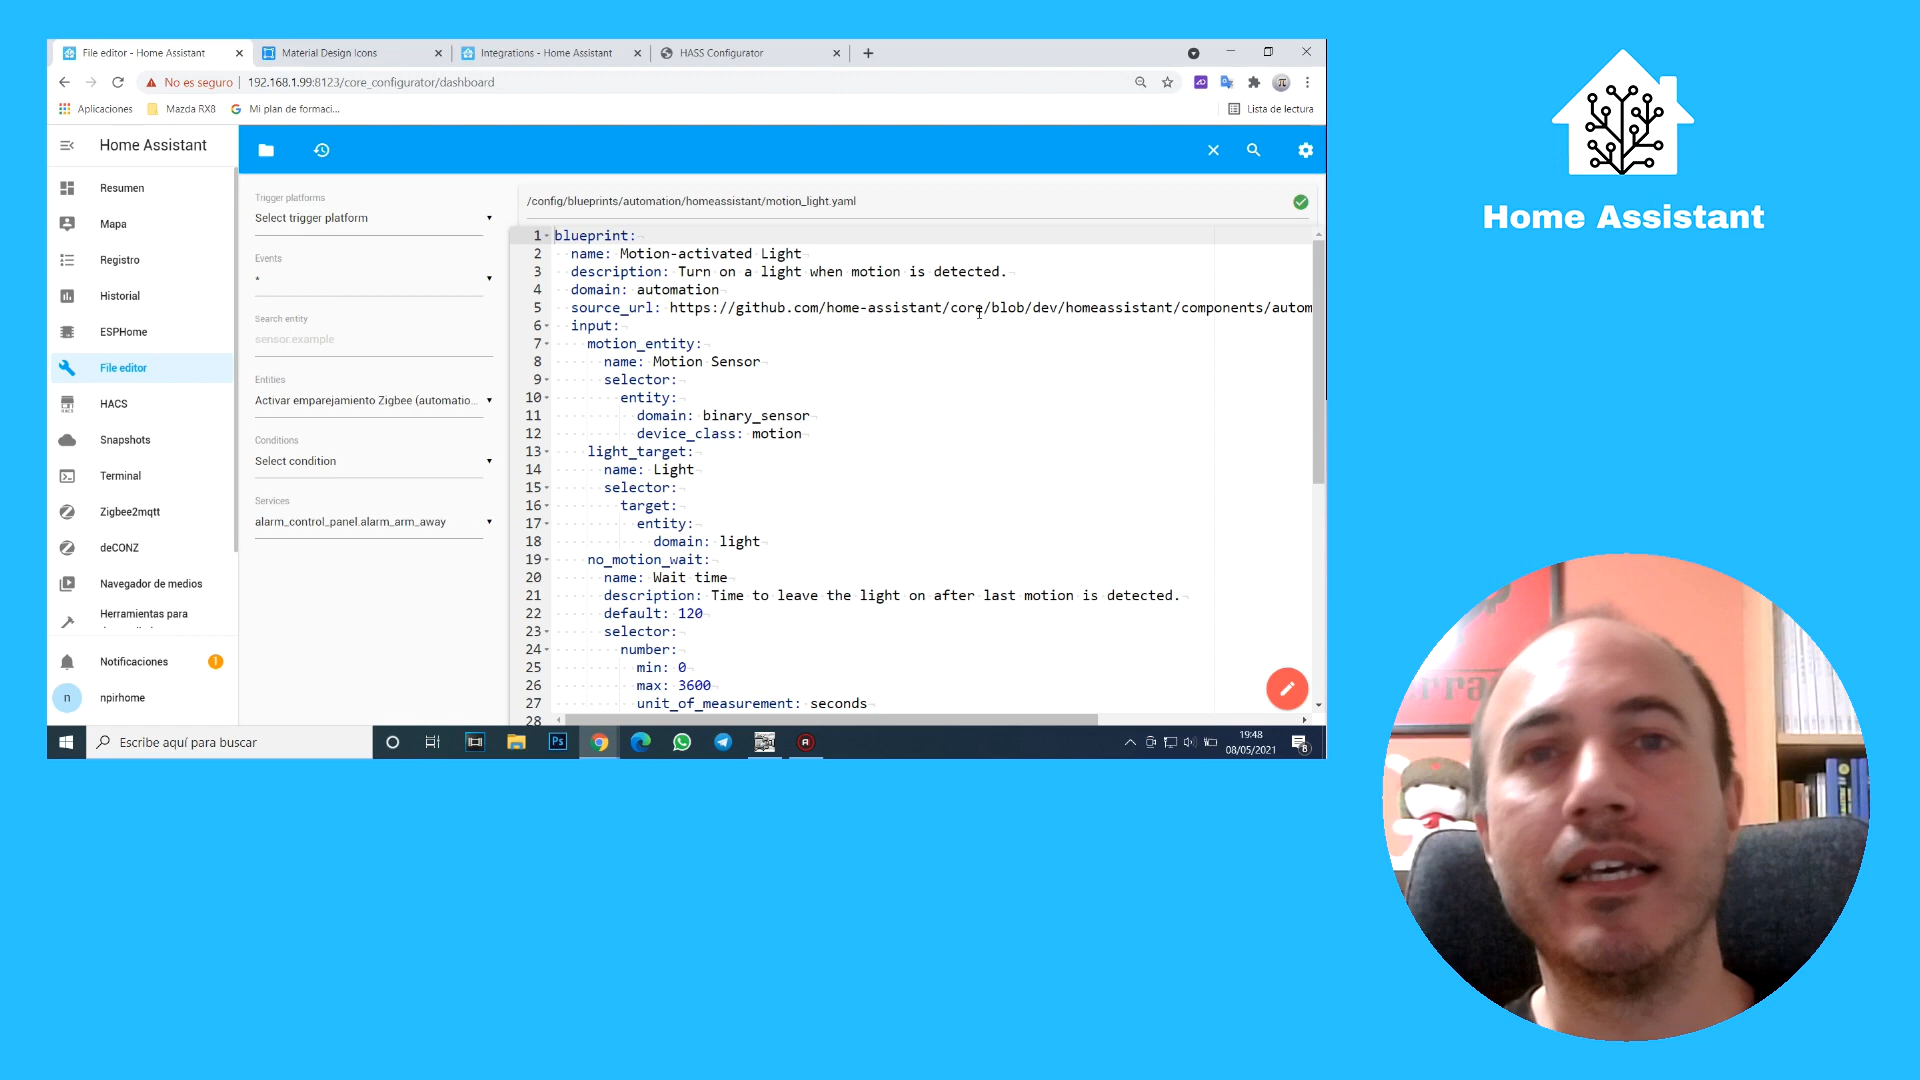 File editor - Home Assistant
Material Design Icons
Integrations - Home Assistant
HASS Configurator
No es seguro
192.168.1.99:8123/core_configurator/dashboard
Aplicaciones
Mazda RX8
Mi plan de formaci...
Lista de lectura
Home Assistant
Resumen
Mapa
Registro
Historial
ESPHome
File editor
HACS
HACS
Snapshots
Terminal
Zigbee2mqtt
deCONZ
Navegador de medios
Herramientas para
Notificaciones
n
npirhome
Trigger platforms
Select trigger platform
Events
*
Search entity
sensor.example
Entities
Activar emparejamiento Zigbee (automatio...
Conditions
Select condition
Services
alarm_control_panel.alarm_arm_away
/config/blueprints/automation/homeassistant/motion_light.yaml
1 blueprint:
2 name: Motion-activated Light
3 description: Turn on a light when motion is detected.
4 domain: automation
5 source_url: https://github.com/home-assistant/core/blob/dev/homeassistant/components/autom
6 input:
7 motion_entity:
8 name: Motion Sensor
9 selector:
10 entity:
11 domain: binary_sensor
12 device_class: motion
13 light_target:
14 name: Light
15 selector:
16 target:
17 entity:
18 domain: light
19 no_motion_wait:
20 name: Wait time
21 description: Time to leave the light on after last motion is detected.
22 default: 120
23 selector:
24 number:
25 min: 0
26 max: 3600
27 unit_of_measurement: seconds
28
Escribe aquí para buscar
Ps
19:48
08/05/2021
8
Home Assistant